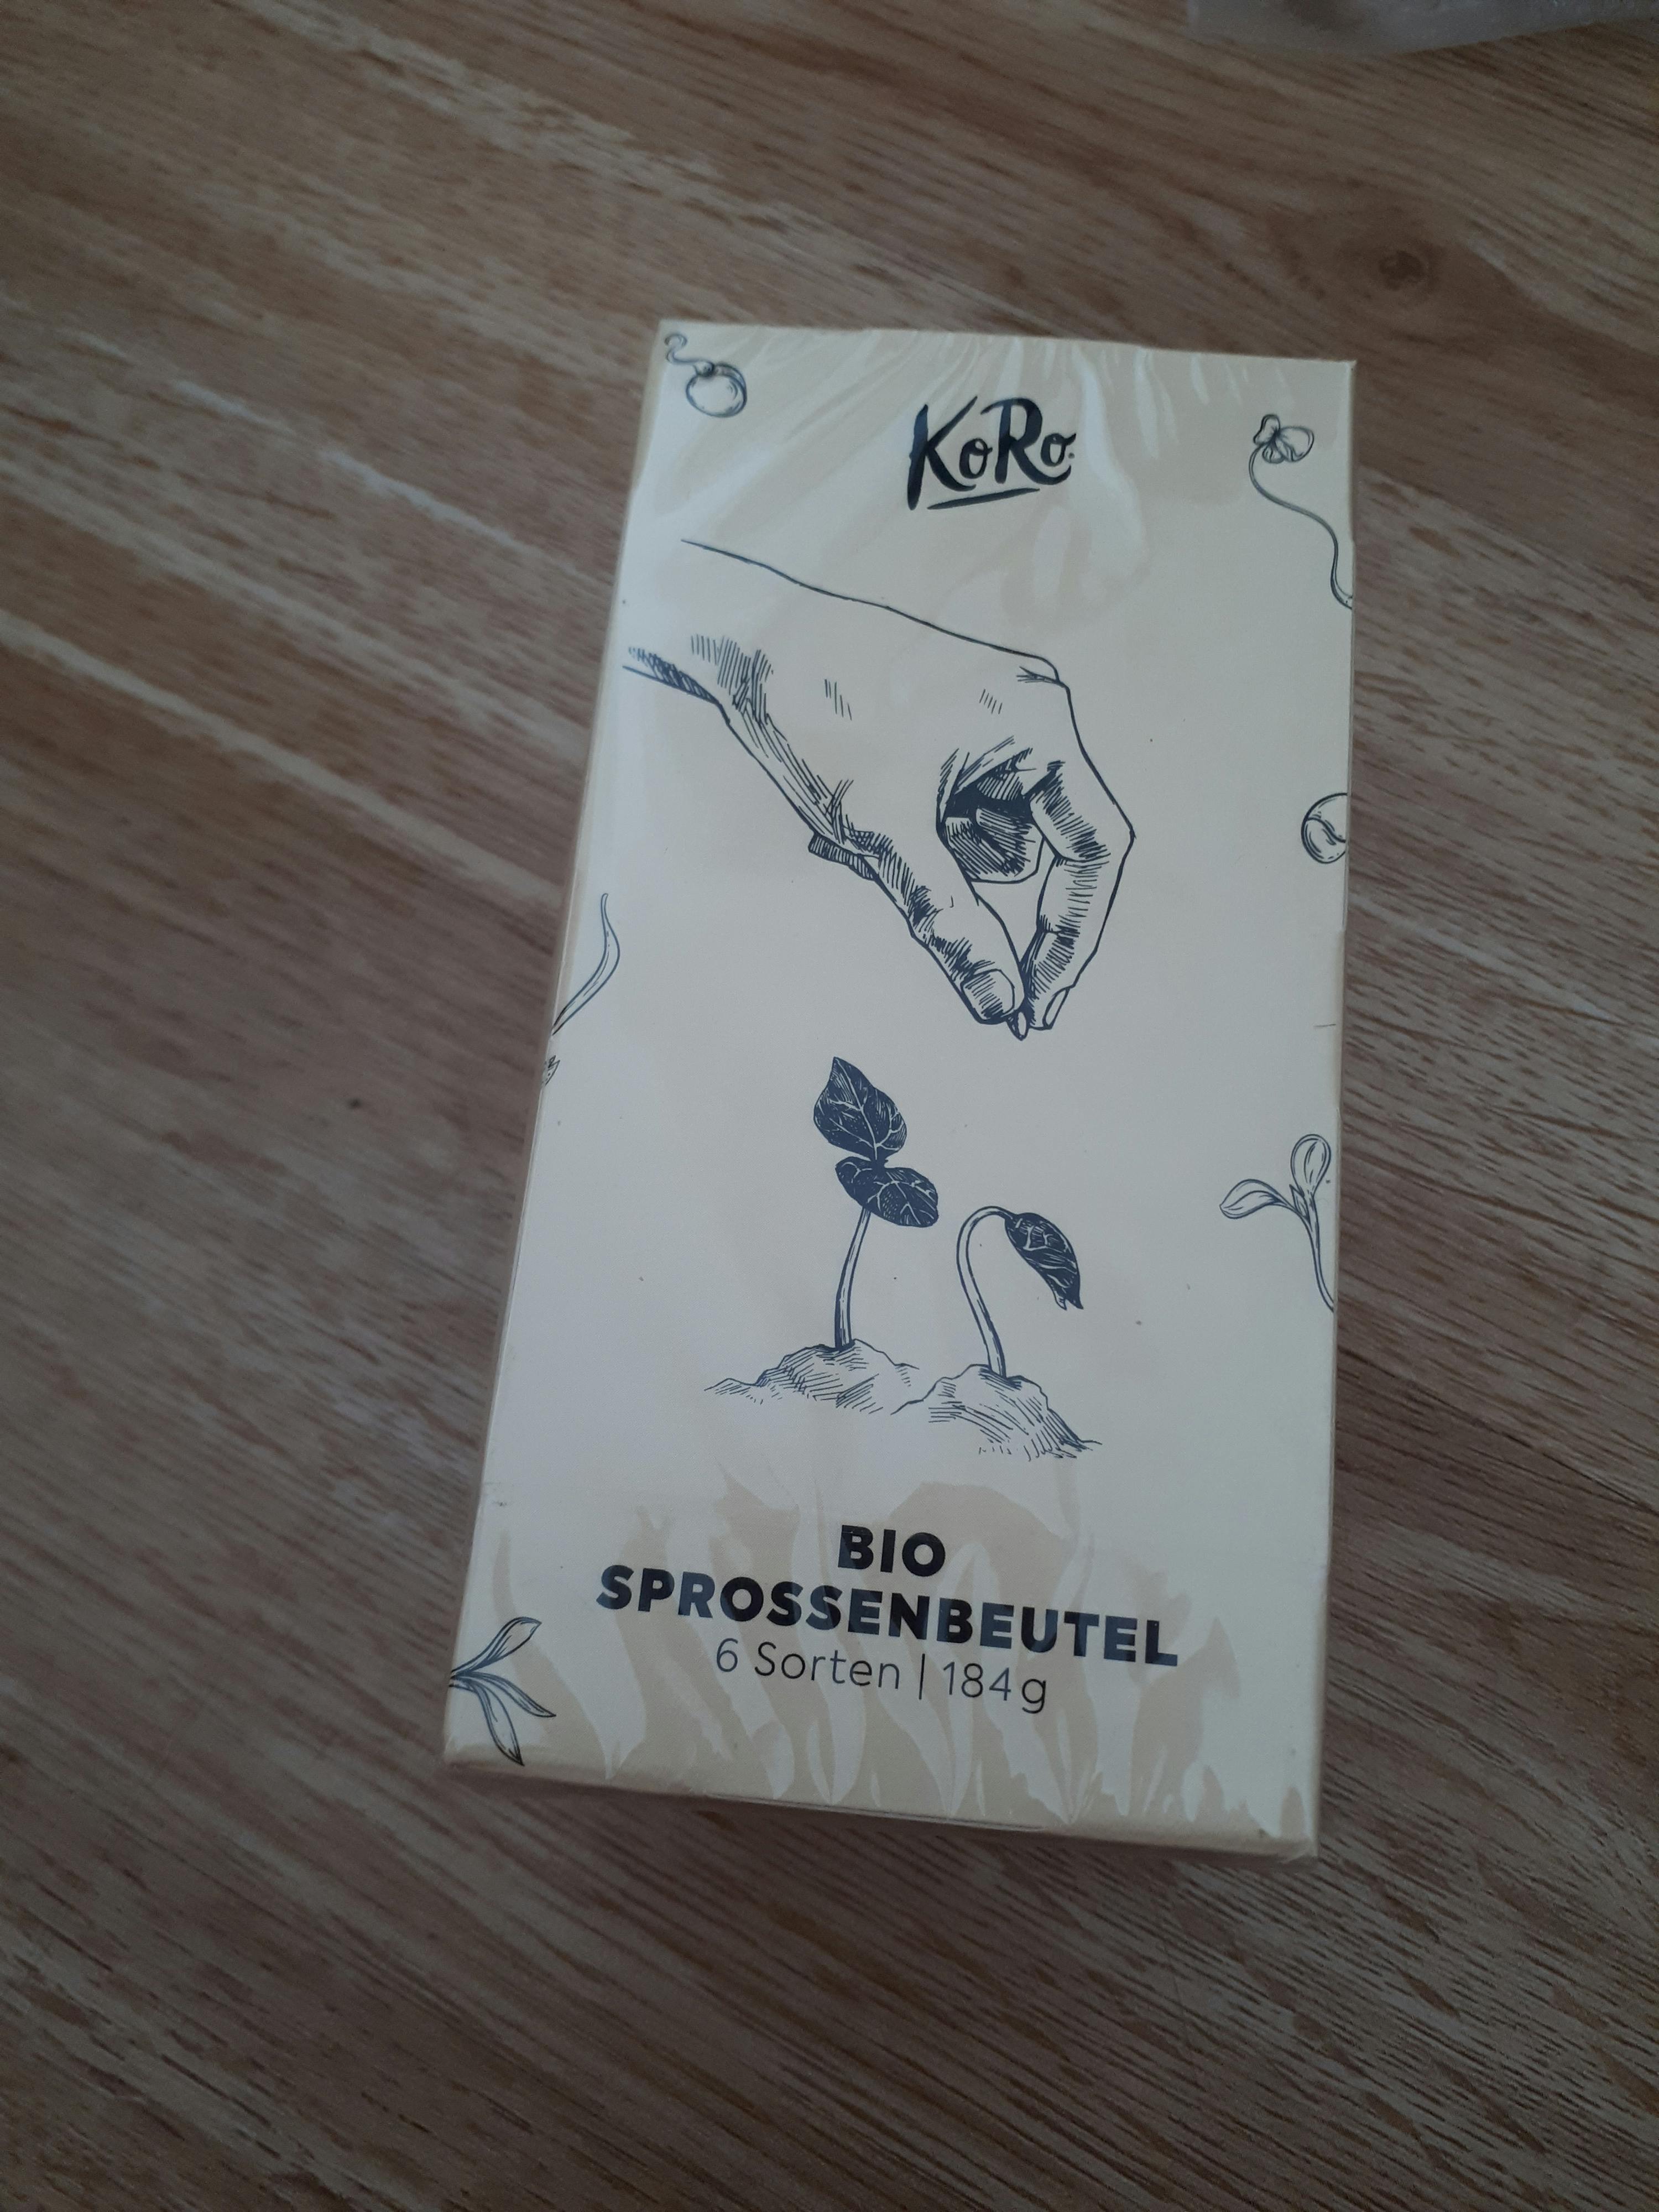 KoRo
BIO
SPROSSENBEUTEL
6 Sorten | 184g